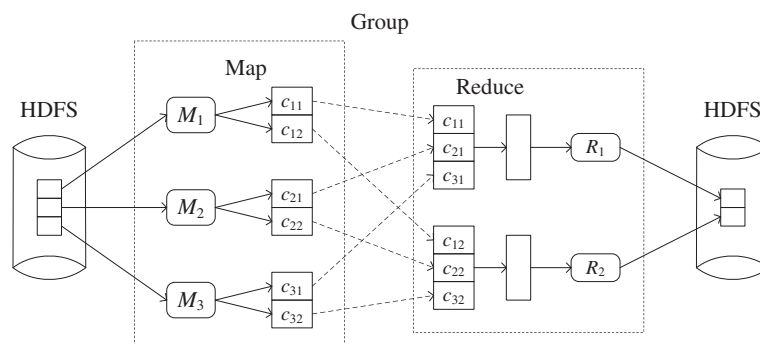 Group
Map
Reduce
HDFS
HDFS
M₁
c₁₁
c₁₂
M₂
c₂₁
c₂₂
M₃
c₃₁
c₃₂
c₁₁
c₂₁
c₃₁
R₁
c₁₂
c₂₂
c₃₂
R₂